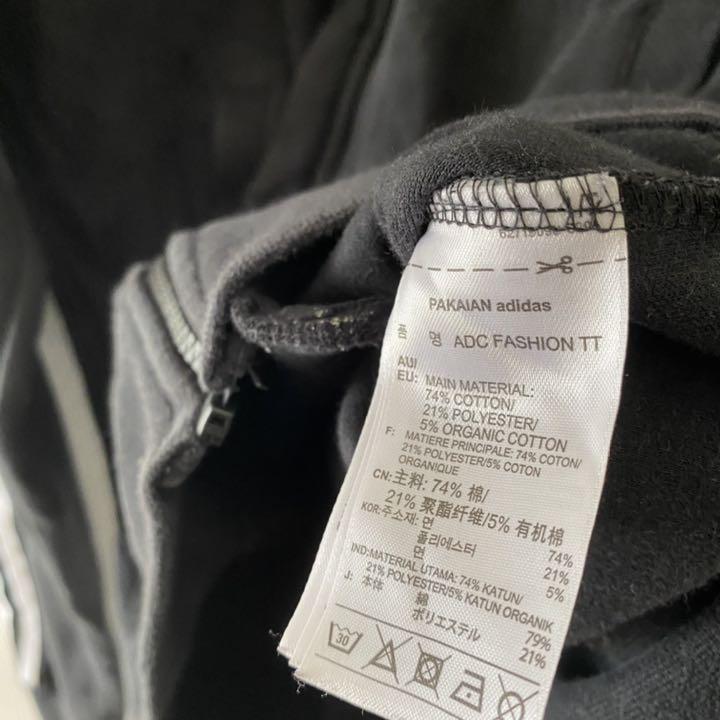 PAKAIAN adidas
품 명 ADC FASHION TT
AU/
EU: MAIN MATERIAL:
74% COTTON/
21% POLYESTER/
5% ORGANIC COTTON
F: MATIERE PRINCIPALE: 74% COTON/
21% POLYESTER/5% COTON
ORGANIQUE
CN:主料: 74% 棉/
21% 聚酯纤维/5% 有机棉
KOR:주소재: 면 74%
폴리에스터 21%
면 5%
IND:MATERIAL UTAMA: 74% KATUN/
21% POLYESTER/5% KATUN ORGANIK
J: 本体 綿 79%
ポリエステル 21%
30